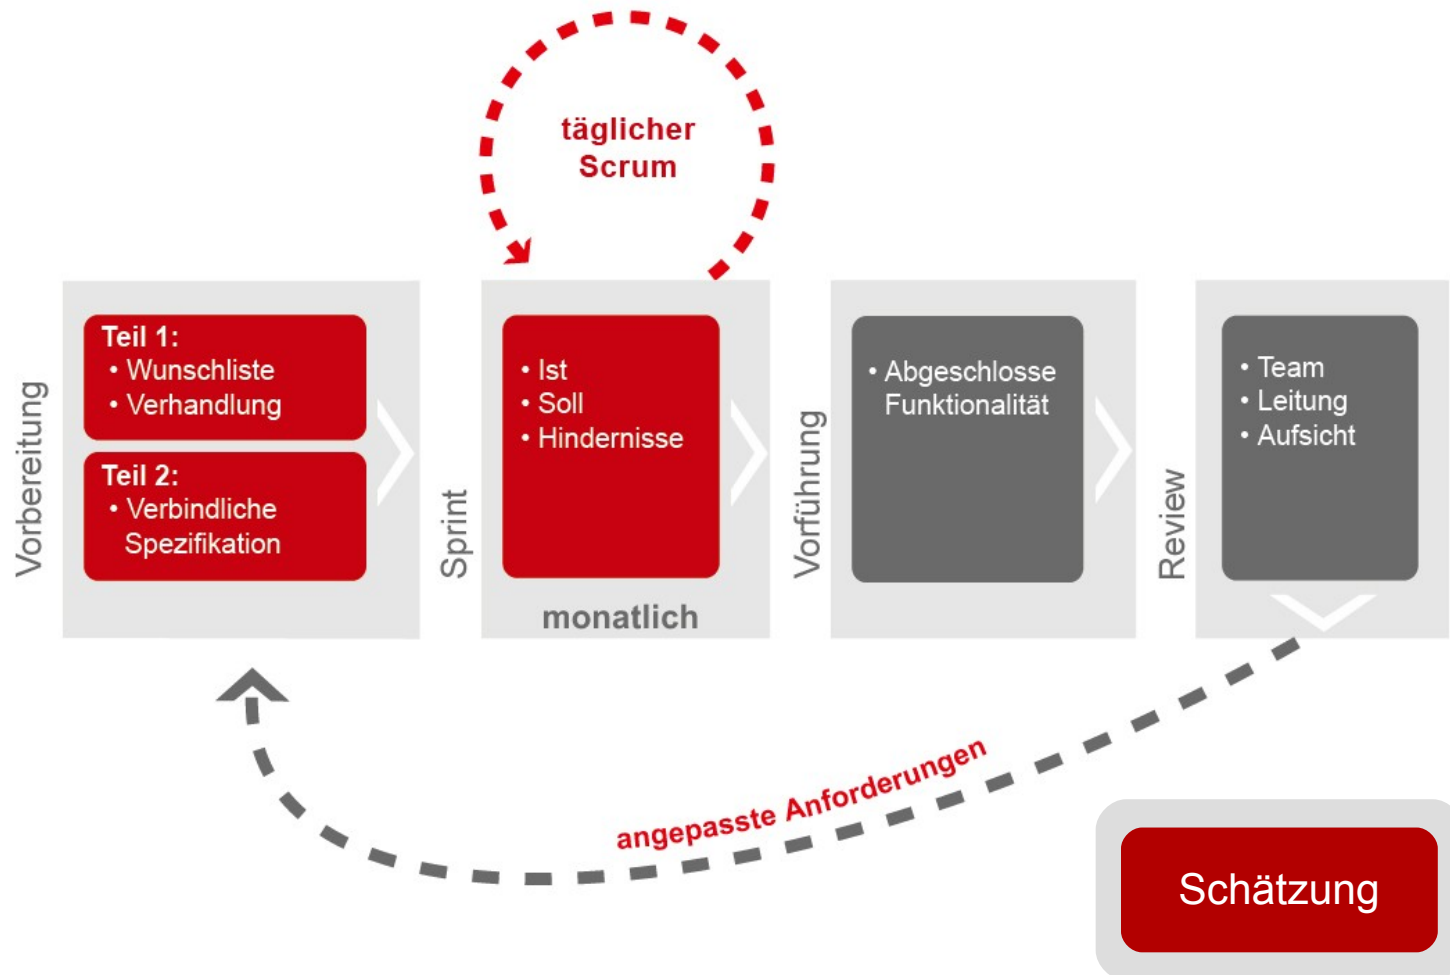 täglicher
Scrum
Vorbereitung
Teil 1:
• Wunschliste
• Verhandlung
Teil 2:
• Verbindliche
Spezifikation
Sprint
• Ist
• Soll
• Hindernisse
monatlich
Vorführung
• Abgeschlosse
Funktionalität
Review
• Team
• Leitung
• Aufsicht
angepasste Anforderungen
Schätzung